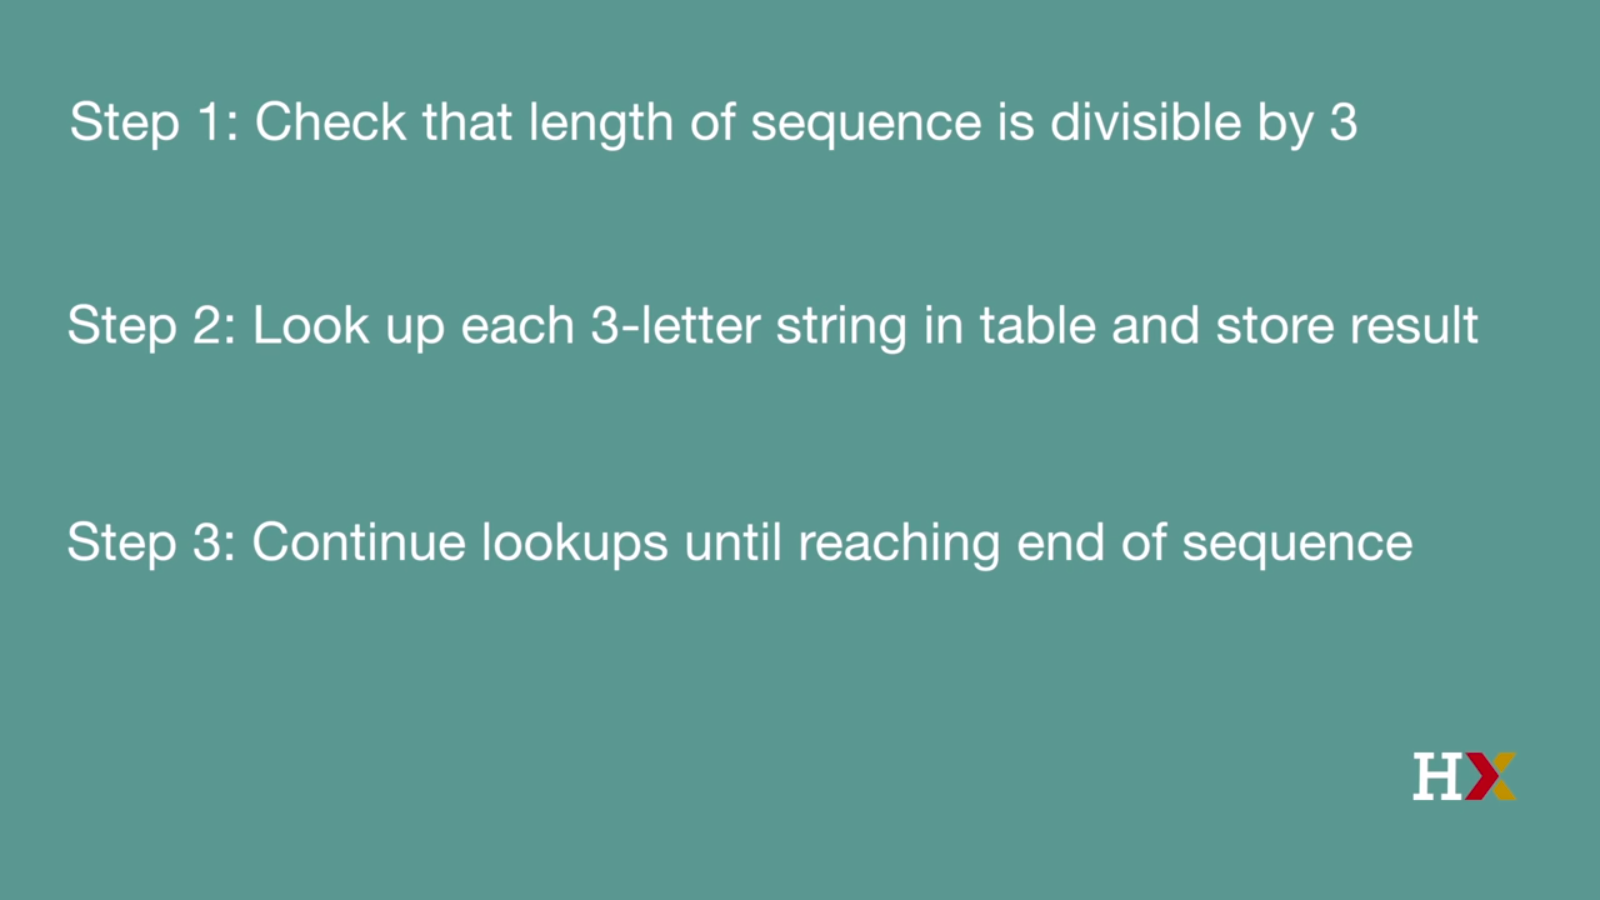 Step 1: Check that length of sequence is divisible by 3
Step 2: Look up each 3-letter string in table and store result
Step 3: Continue lookups until reaching end of sequence
HX